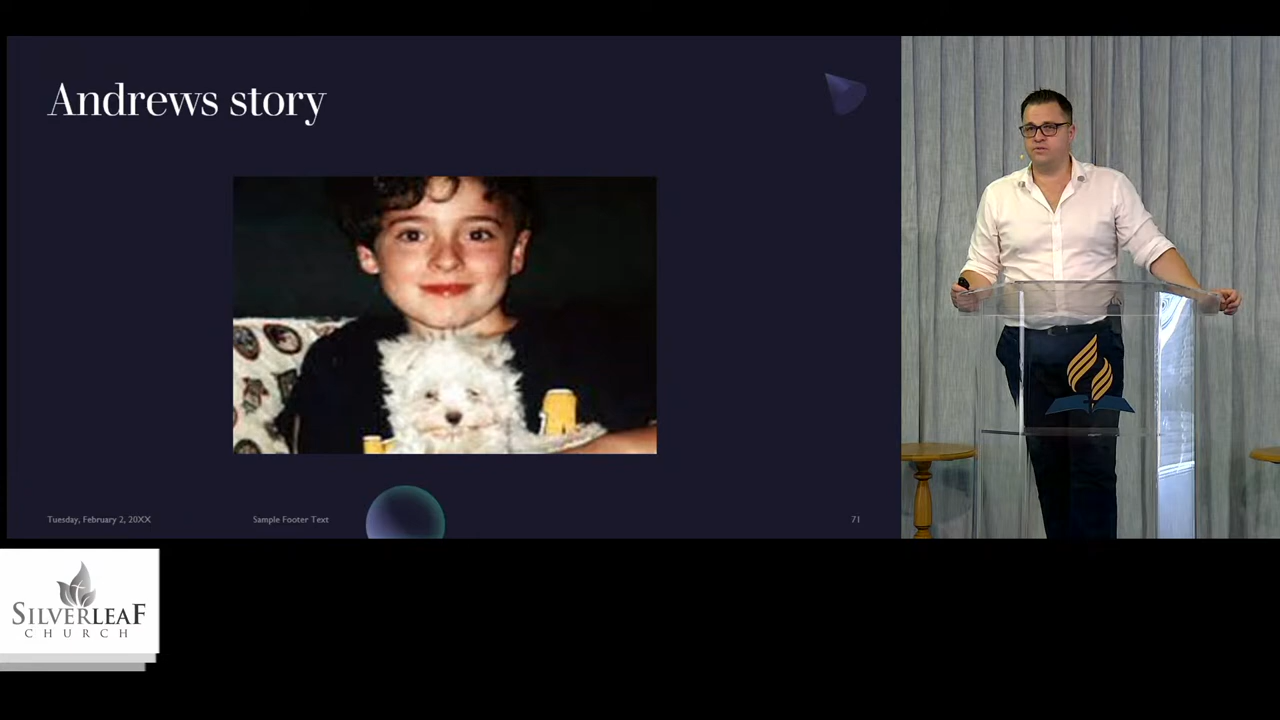 Andrews story
Tuesday, February 2, 20XX
Sample Footer Text
71
SILVERLEAF
CHURCH